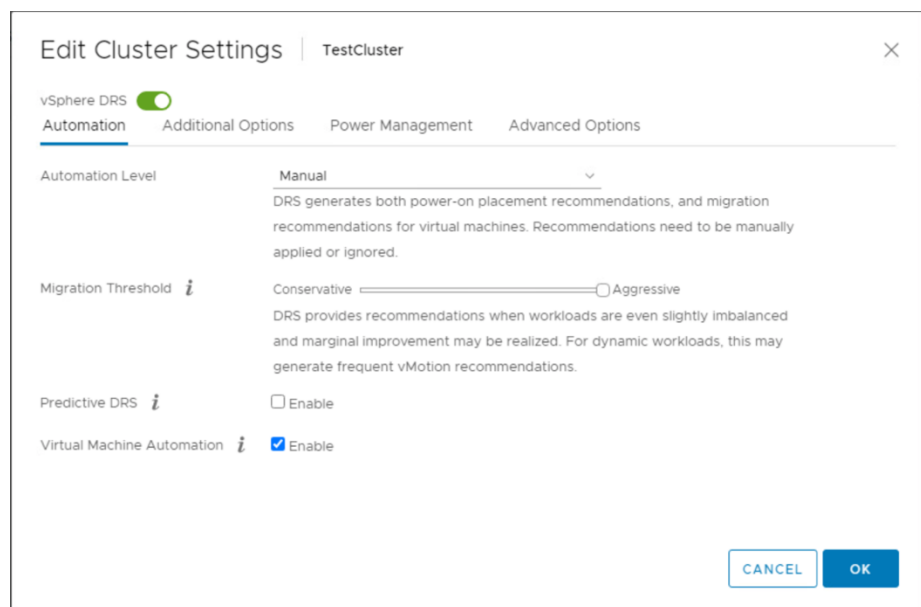 Edit Cluster Settings TestCluster
vSphere DRS
Automation Additional Options Power Management Advanced Options
Automation Level Manual
DRS generates both power-on placement recommendations, and migration
recommendations for virtual machines. Recommendations need to be manually
applied or ignored.
Migration Threshold i Conservative Aggressive
DRS provides recommendations when workloads are even slightly imbalanced
and marginal improvement may be realized. For dynamic workloads, this may
generate frequent vMotion recommendations.
Predictive DRS i Enable
Virtual Machine Automation i Enable
CANCEL OK